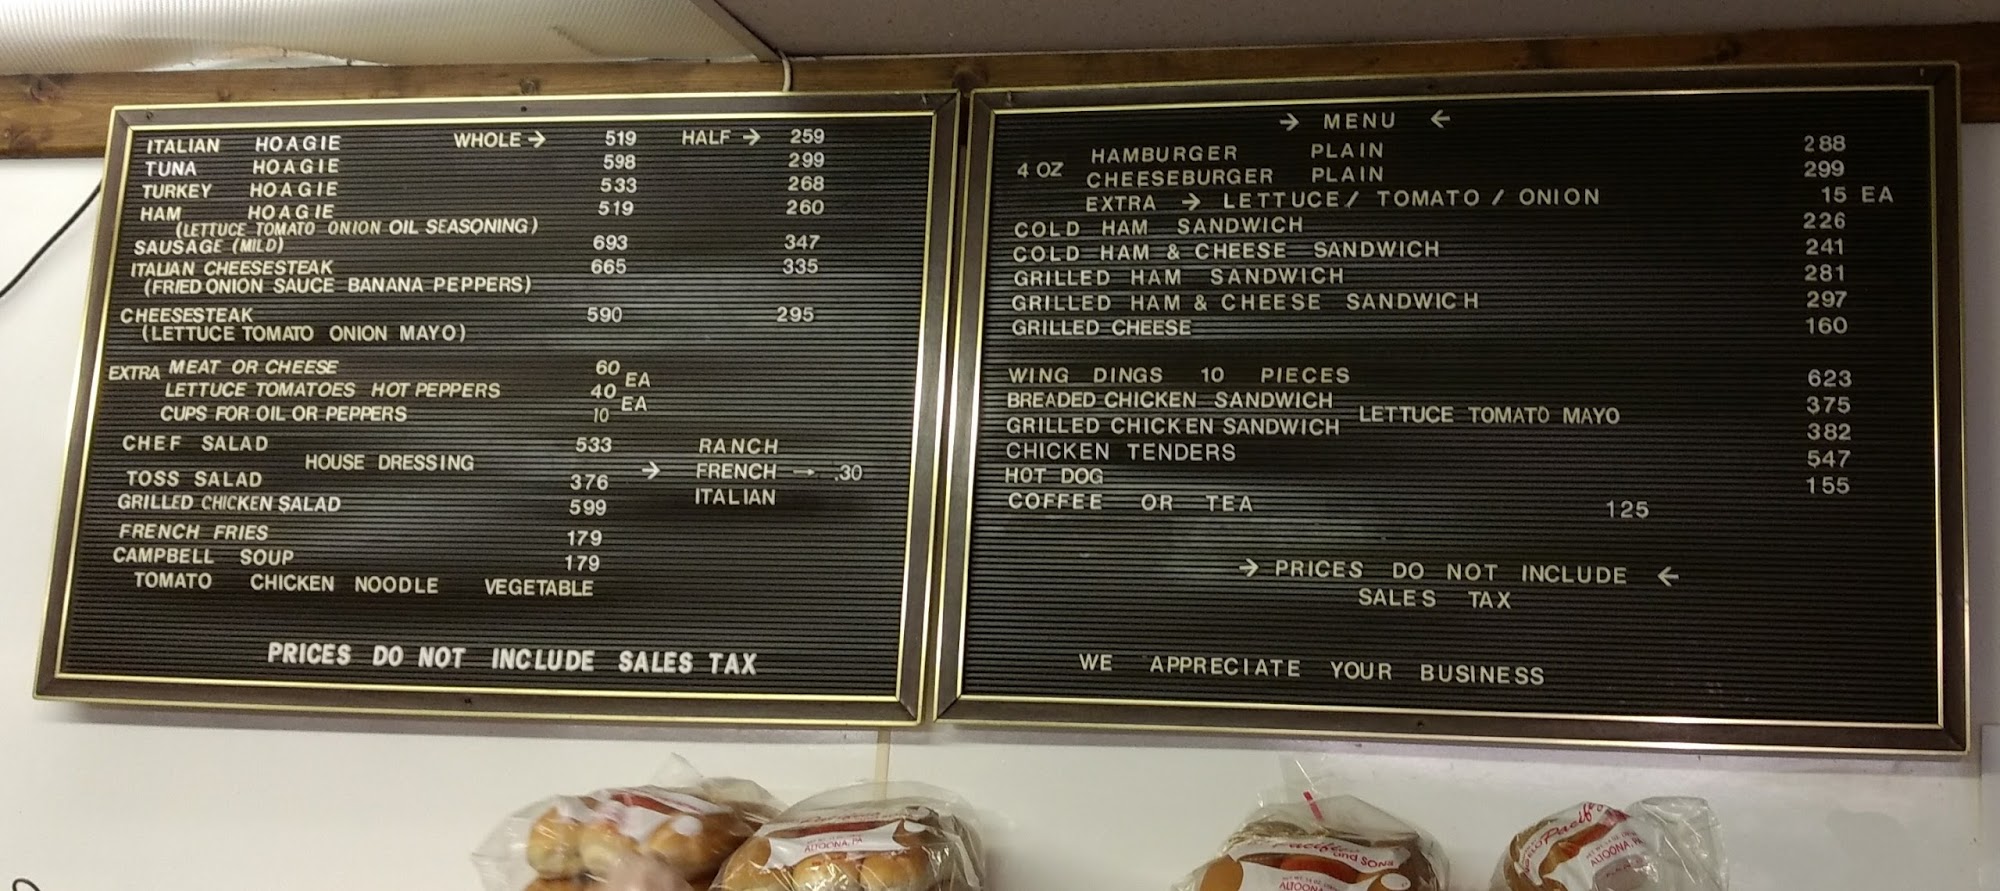 ITALIAN HOAGIE WHOLE → 519 HALF → 259
TUNA HOAGIE 598 299
TURKEY HOAGIE 533 268
HAM HOAGIE 519 260
(LETTUCE TOMATO ONION OIL SEASONING)
SAUSAGE (MILD) 693 347
ITALIAN CHEESESTEAK 665 335
(FRIED ONION SAUCE BANANA PEPPERS)
CHEESESTEAK 590 295
(LETTUCE TOMATO ONION MAYO)
EXTRA MEAT OR CHEESE 60 EA
LETTUCE TOMATOES HOT PEPPERS 40 EA
CUPS FOR OIL OR PEPPERS 10
CHEF SALAD 533 RANCH
HOUSE DRESSING → FRENCH → .30
TOSS SALAD 376 ITALIAN
GRILLED CHICKEN SALAD 599
FRENCH FRIES 179
CAMPBELL SOUP 179
TOMATO CHICKEN NOODLE VEGETABLE
PRICES DO NOT INCLUDE SALES TAX
→ MENU ←
4 OZ HAMBURGER PLAIN 288
CHEESEBURGER PLAIN 299
EXTRA → LETTUCE / TOMATO / ONION 15 EA
COLD HAM SANDWICH 226
COLD HAM & CHEESE SANDWICH 241
GRILLED HAM SANDWICH 281
GRILLED HAM & CHEESE SANDWICH 297
GRILLED CHEESE 160
WING DINGS 10 PIECES 623
BREADED CHICKEN SANDWICH 375
LETTUCE TOMATO MAYO
GRILLED CHICKEN SANDWICH 382
CHICKEN TENDERS 547
HOT DOG 155
COFFEE OR TEA 125
→ PRICES DO NOT INCLUDE ←
SALES TAX
WE APPRECIATE YOUR BUSINESS
ALTOONA, PA
and SONS
ALTOONA
Pacifico
ALTOONA, PA